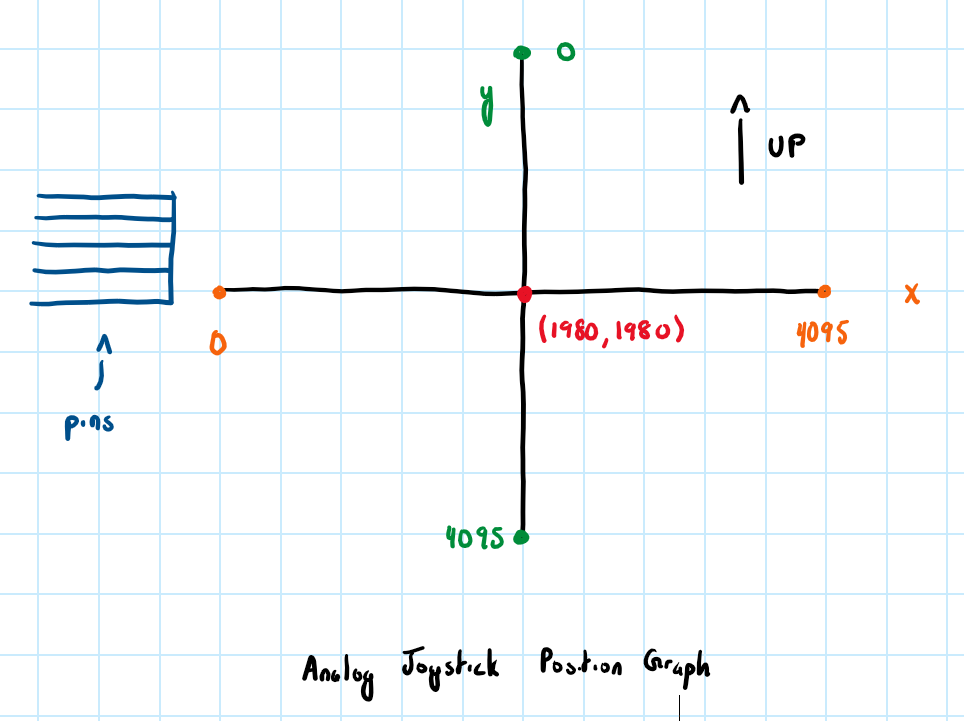 0
y
UP
x
0
(1980, 1980)
4095
pins
4095
Analog Joystick Position Graph